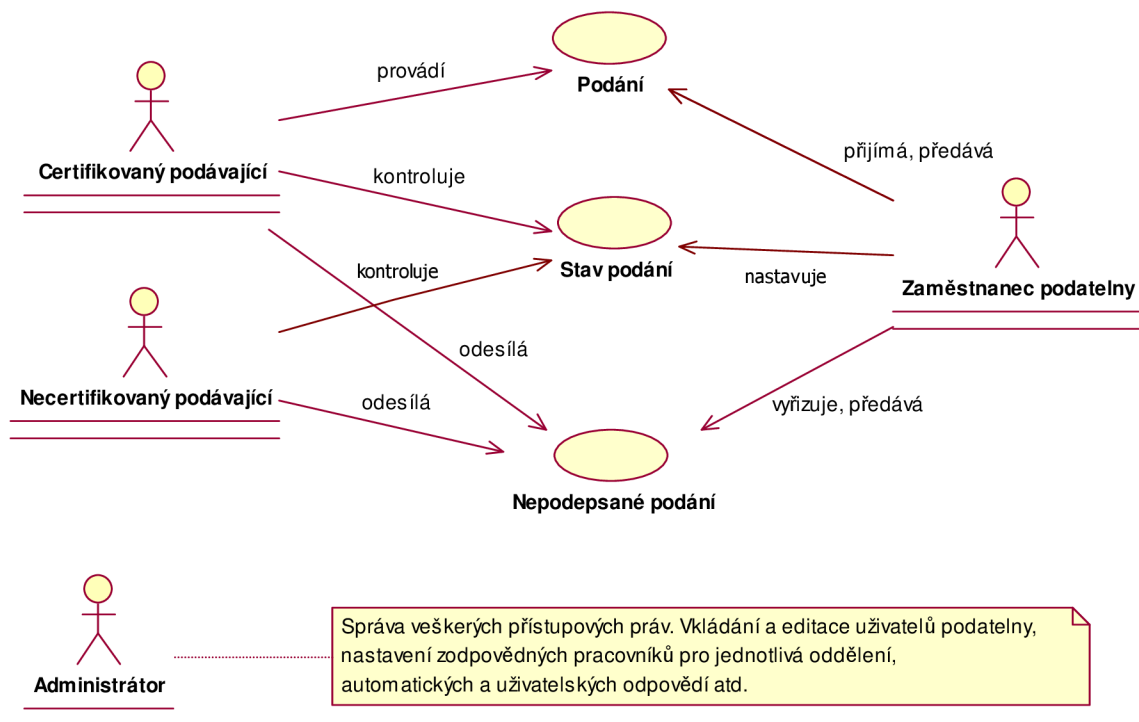 provádí
Podání
Certifikovaný podávající
přijímá, předává
kontroluje
kontroluje
Stav podání
nastavuje
Zaměstnanec podatelny
odesílá
Necertifikovaný podávající
odesílá
vyřizuje, předává
Nepodepsané podání
Správa veškerých přístupových práv. Vkládání a editace uživatelů podatelny,
nastavení zodpovědných pracovníků pro jednotlivá oddělení,
automatických a uživatelských odpovědí atd.
Administrátor